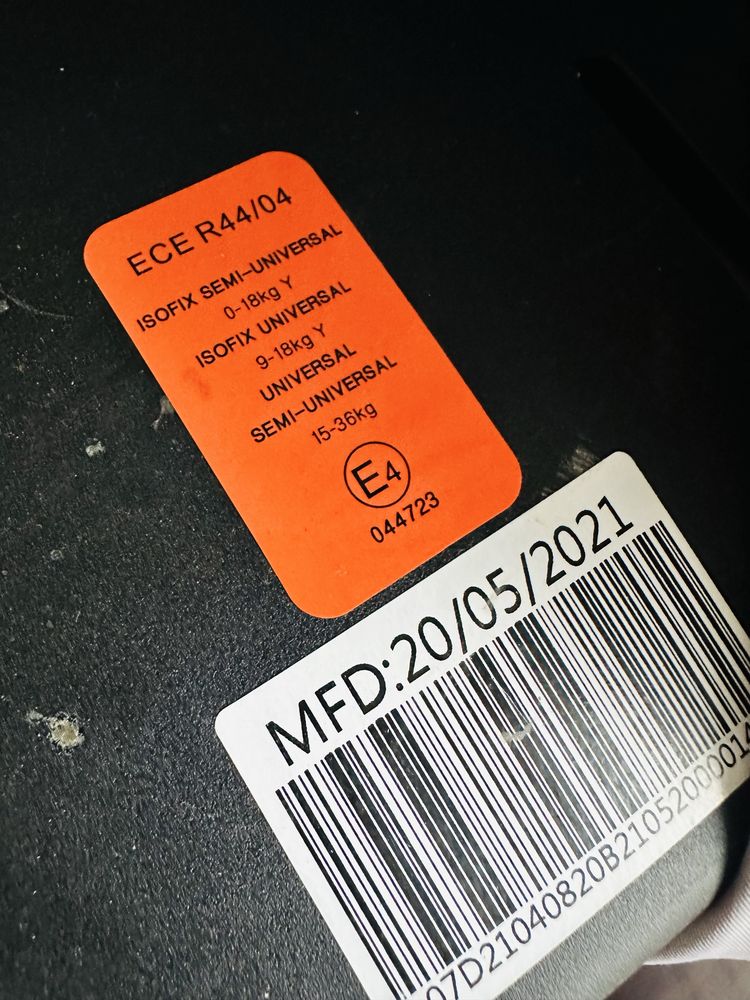 ECE R44/04
ISOFIX SEMI-UNIVERSAL
0-18kg Y
ISOFIX UNIVERSAL
9-18kg Y
UNIVERSAL
SEMI-UNIVERSAL
15-36kg
E4
044723
MFD:20/05/2021
07D21040820B2105200001